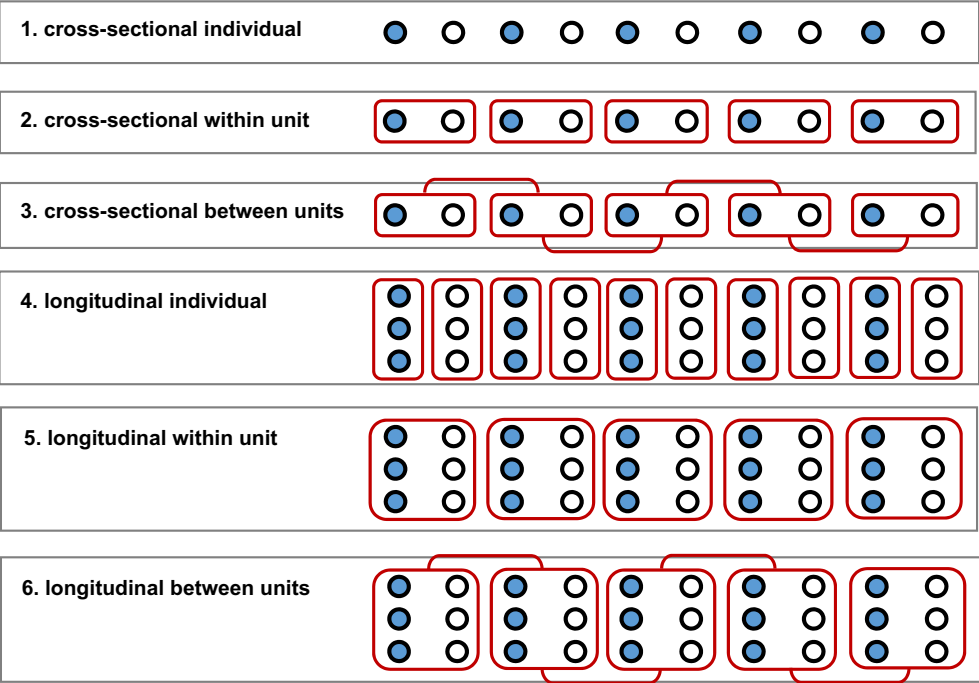 1. cross-sectional individual
2. cross-sectional within unit
3. cross-sectional between units
4. longitudinal individual
5. longitudinal within unit
6. longitudinal between units